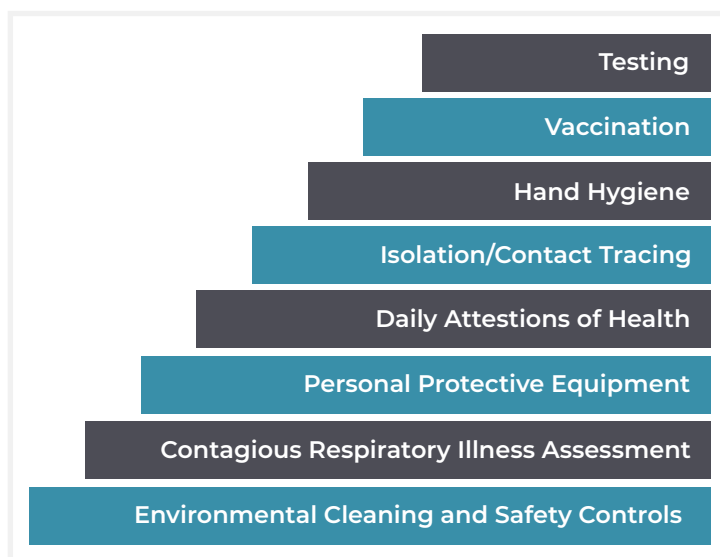 Testing
Vaccination
Hand Hygiene
Isolation/Contact Tracing
Daily Attestions of Health
Personal Protective Equipment
Contagious Respiratory Illness Assessment
Environmental Cleaning and Safety Controls